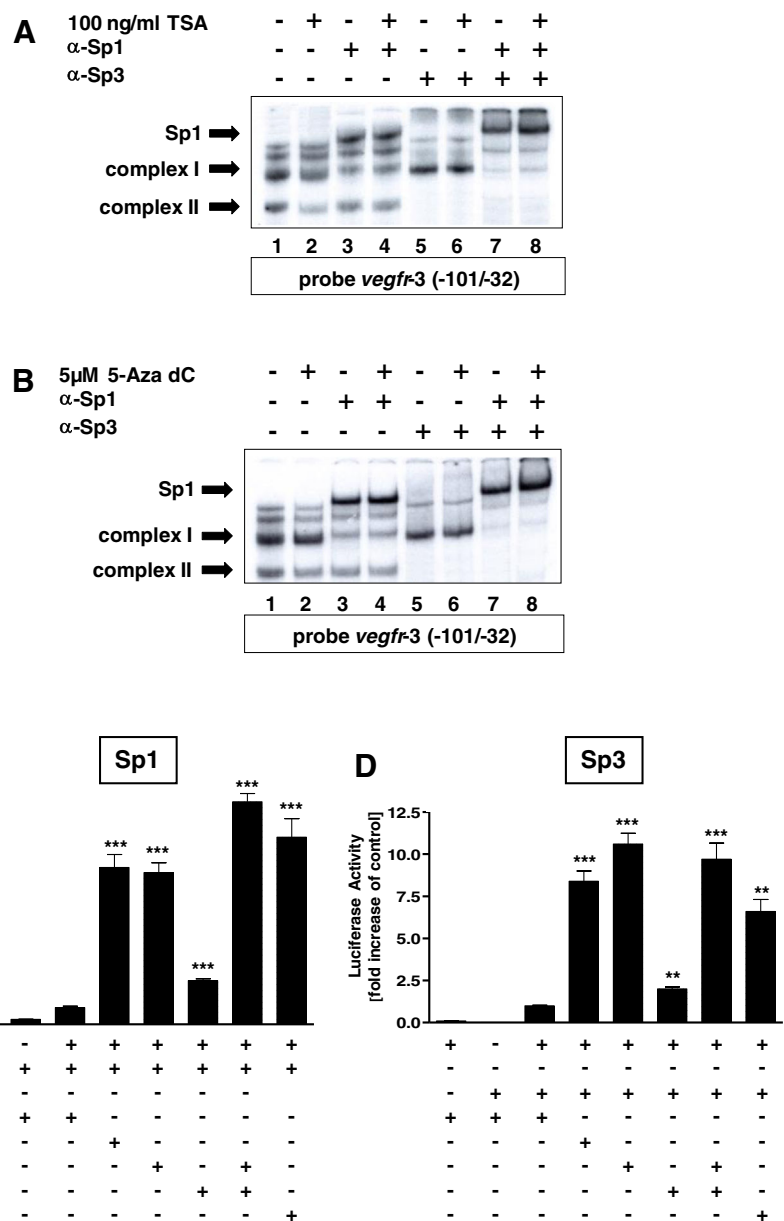 A
100 ng/ml TSA - + - + - + - +
α-Sp1 - - + + - - + +
α-Sp3 - - - - + + + +
Sp1
complex I
complex II
1 2 3 4 5 6 7 8
probe vegfr-3 (-101/-32)
B
5µM 5-Aza dC - + - + - + - +
α-Sp1 - - + + - - + +
α-Sp3 - - - - + + + +
Sp1
complex I
complex II
1 2 3 4 5 6 7 8
probe vegfr-3 (-101/-32)
Sp1
*** *** *** *** ***
- + + + + + +
+ + + + + + +
- - - - - -
+ + - - - - -
- - + - - - -
- - - + - + -
- - - - + + -
- - - - - - +
D
Sp3
Luciferase Activity
[fold increase of control]
12.5
10.0
7.5
5.0
2.5
0.0
*** *** ** *** **
+ - + + + + + +
- - - - - - - -
- + + + + + + +
+ + + - - - - -
- - - + - - - -
- - - - + - + -
- - - - - + + -
- - - - - - - +